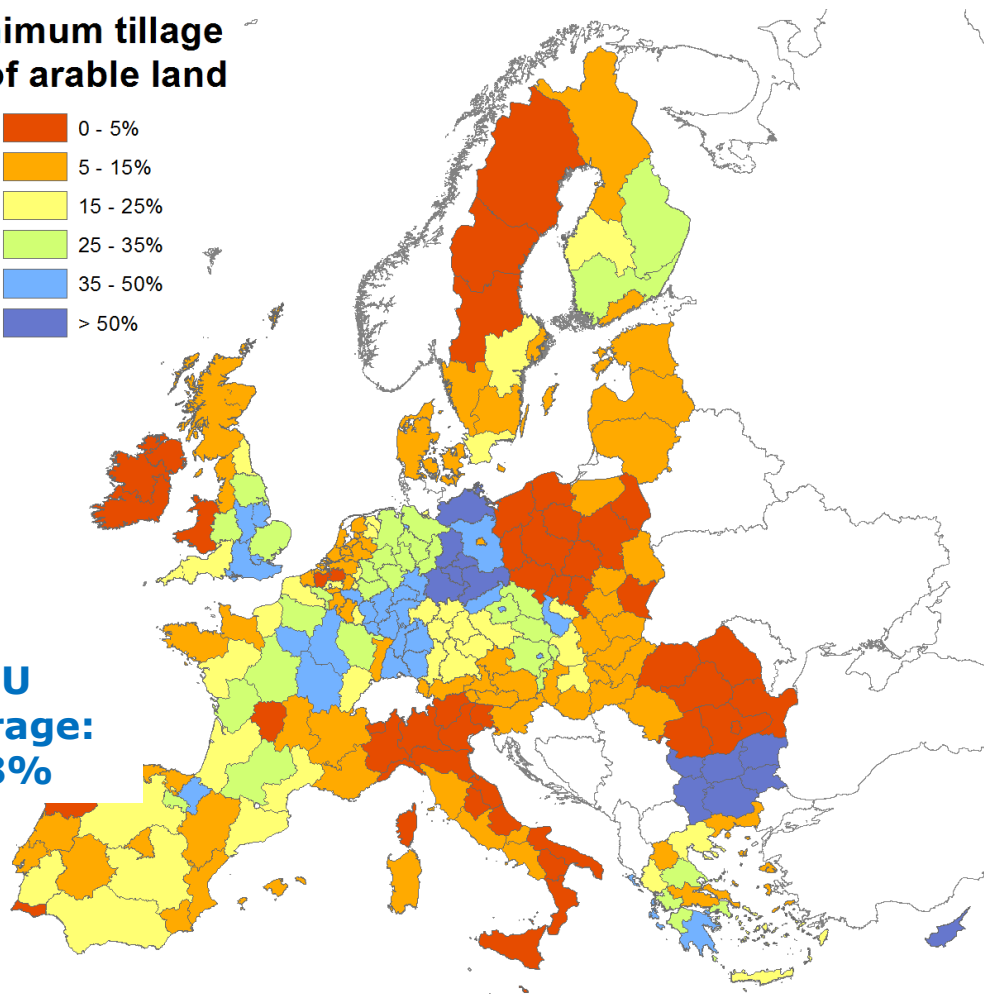 imum tillage
of arable land
0 - 5%
5 - 15%
15 - 25%
25 - 35%
35 - 50%
> 50%
U
rage:
3%